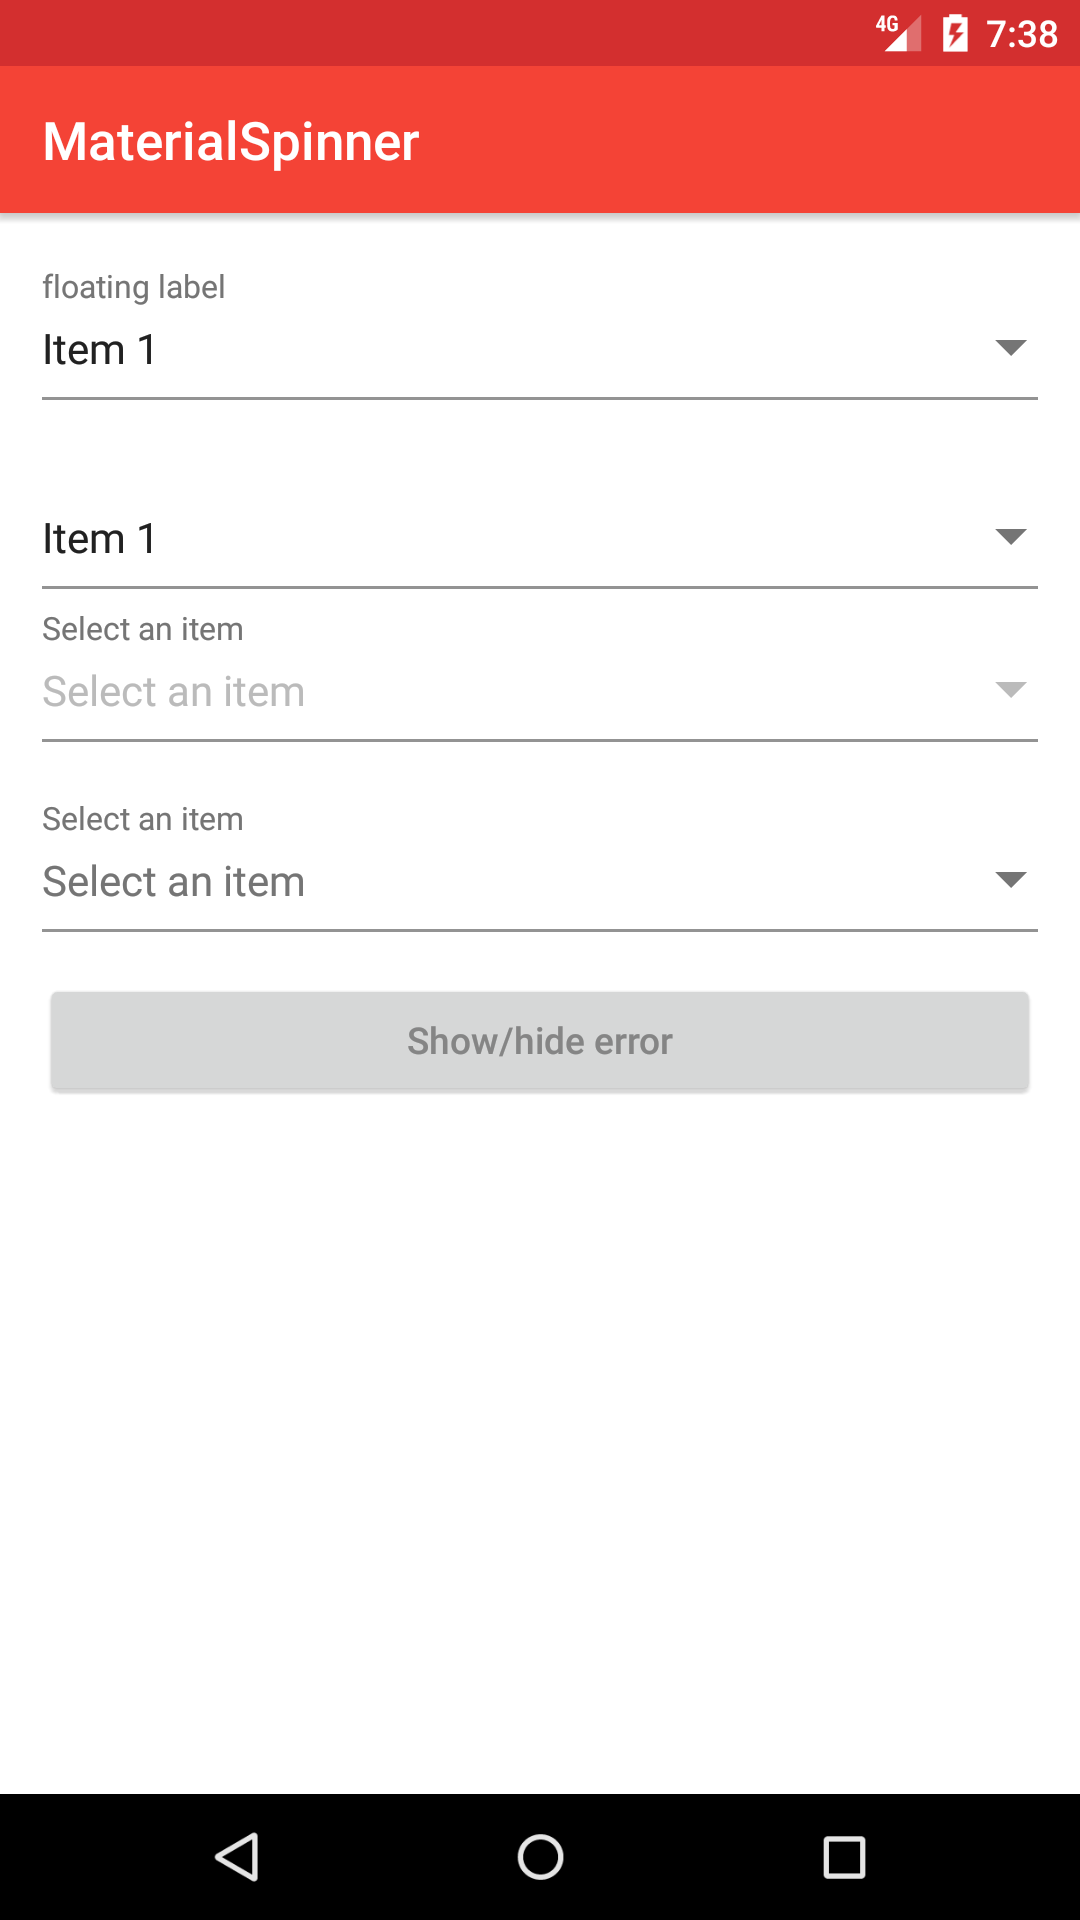 4G 7:38
MaterialSpinner
floating label
Item 1
Item 1
Select an item
Select an item
Select an item
Select an item
Show/hide error